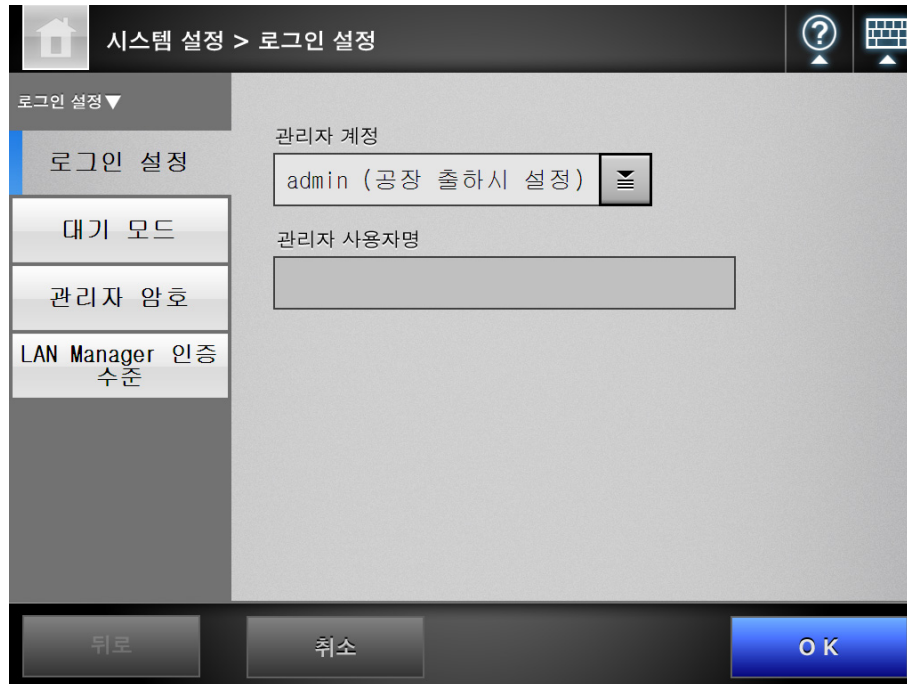 시스템 설정 > 로그인 설정
로그인 설정▼
로그인 설정
대기 모드
관리자 암호
LAN Manager 인증
수준
관리자 계정
admin (공장 출하시 설정)
관리자 사용자명
뒤로
취소
OK